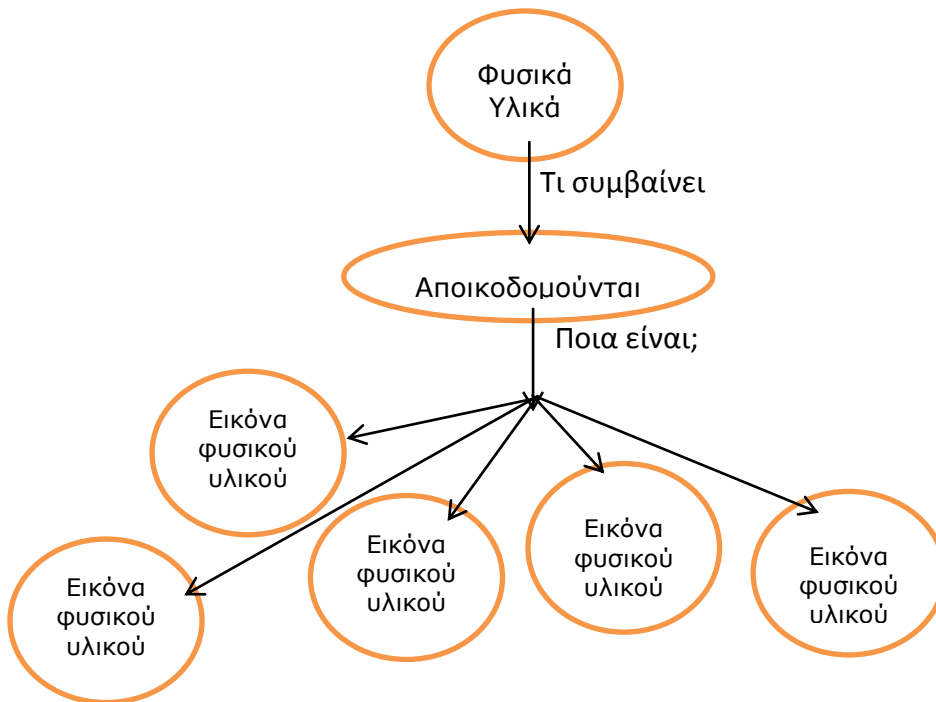 Φυσικά
Υλικά
Τι συμβαίνει
Αποικοδομούνται
Ποια είναι;
Εικόνα
φυσικού
υλικού
Εικόνα
φυσικού
υλικού
Εικόνα
φυσικού
υλικού
Εικόνα
φυσικού
υλικού
Εικόνα
φυσικού
υλικού